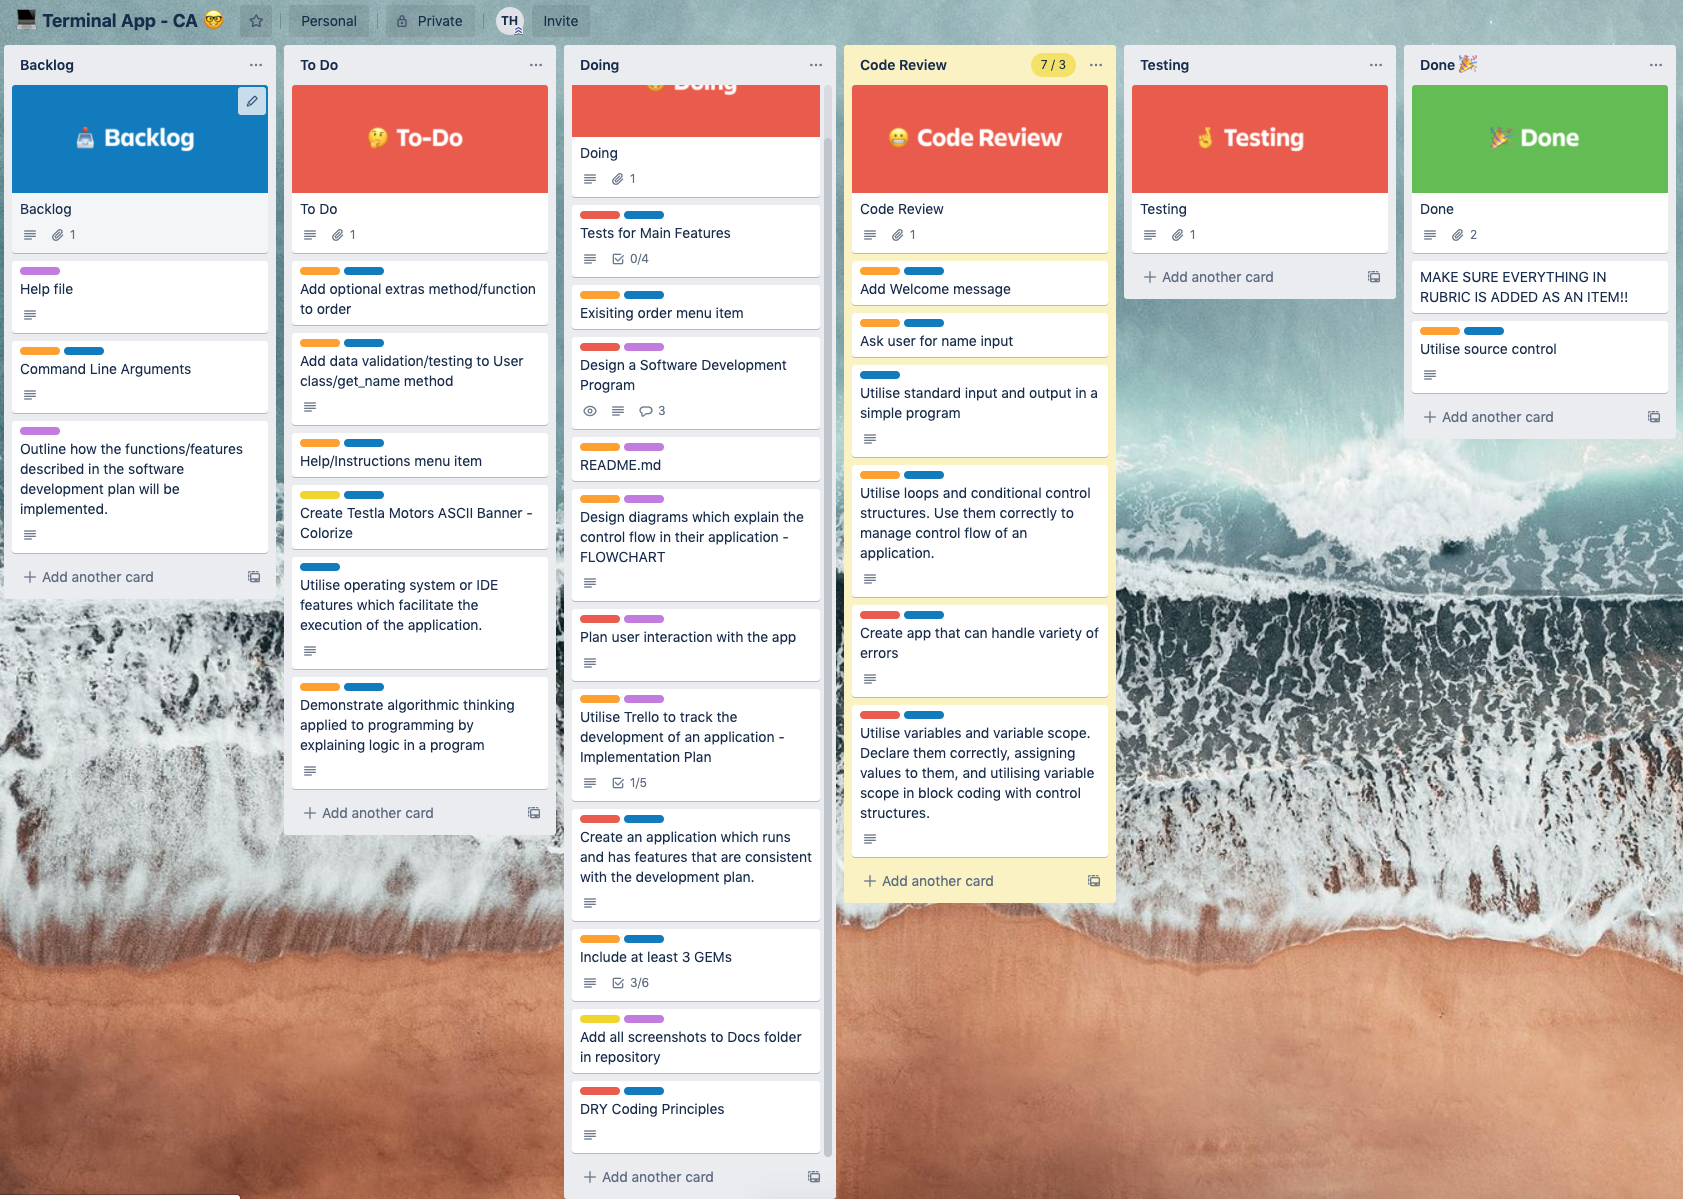 Terminal App - CA
Personal
Private
TH
Invite
Backlog
Backlog
Backlog
1
Help file
Command Line Arguments
Outline how the functions/features
described in the software
development plan will be
implemented.
Add another card
To Do
To-Do
To Do
1
Add optional extras method/function
to order
Add data validation/testing to User
class/get_name method
Help/Instructions menu item
Create Testla Motors ASCII Banner -
Colorize
Utilise operating system or IDE
features which facilitate the
execution of the application.
Demonstrate algorithmic thinking
applied to programming by
explaining logic in a program
Add another card
Doing
Doing
Doing
1
Tests for Main Features
0/4
Exisiting order menu item
Design a Software Development
Program
3
README.md
Design diagrams which explain the
control flow in their application -
FLOWCHART
Plan user interaction with the app
Utilise Trello to track the
development of an application -
Implementation Plan
1/5
Create an application which runs
and has features that are consistent
with the development plan.
Include at least 3 GEMs
3/6
Add all screenshots to Docs folder
in repository
DRY Coding Principles
Add another card
Code Review
7 / 3
Code Review
Code Review
1
Add Welcome message
Ask user for name input
Utilise standard input and output in a
simple program
Utilise loops and conditional control
structures. Use them correctly to
manage control flow of an
application.
Create app that can handle variety of
errors
Utilise variables and variable scope.
Declare them correctly, assigning
values to them, and utilising variable
scope in block coding with control
structures.
Add another card
Testing
Testing
Testing
1
Add another card
Done
Done
Done
2
MAKE SURE EVERYTHING IN
RUBRIC IS ADDED AS AN ITEM!!
Utilise source control
Add another card